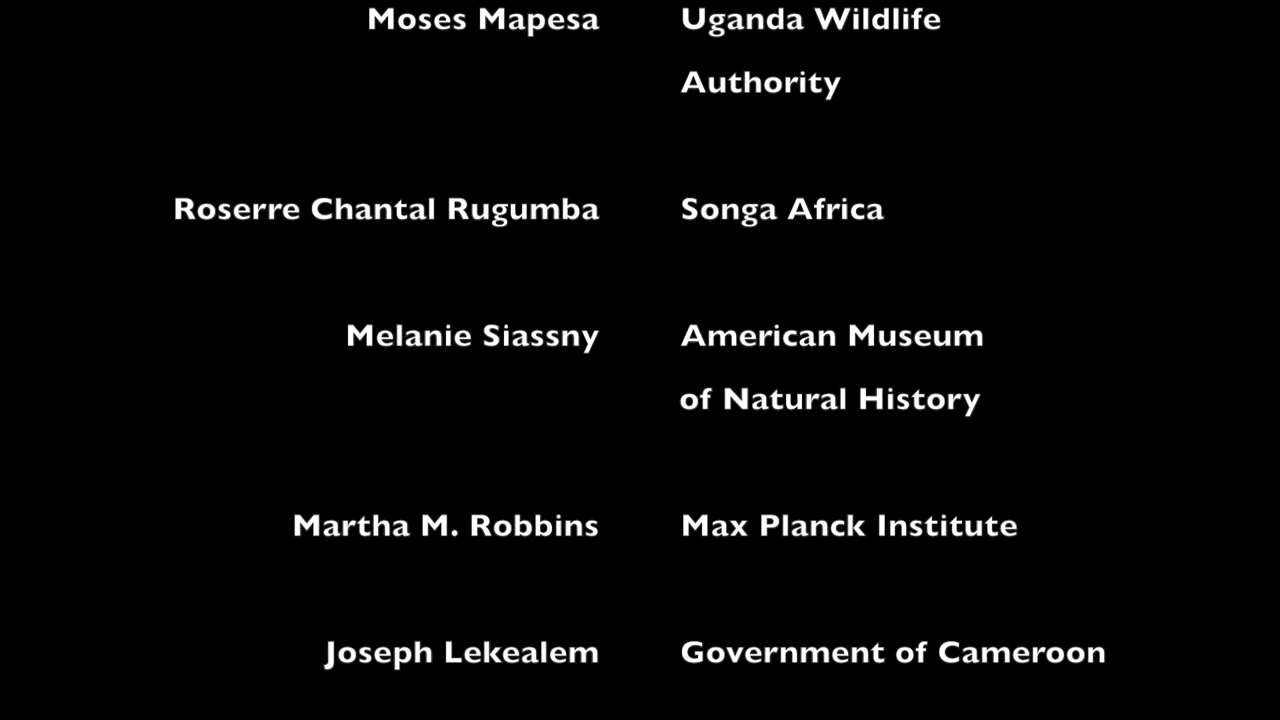 Moses Mapesa Uganda Wildlife
Authority
Roserre Chantal Rugumba Songa Africa
Melanie Siassny American Museum
of Natural History
Martha M. Robbins Max Planck Institute
Joseph Lekealem Government of Cameroon